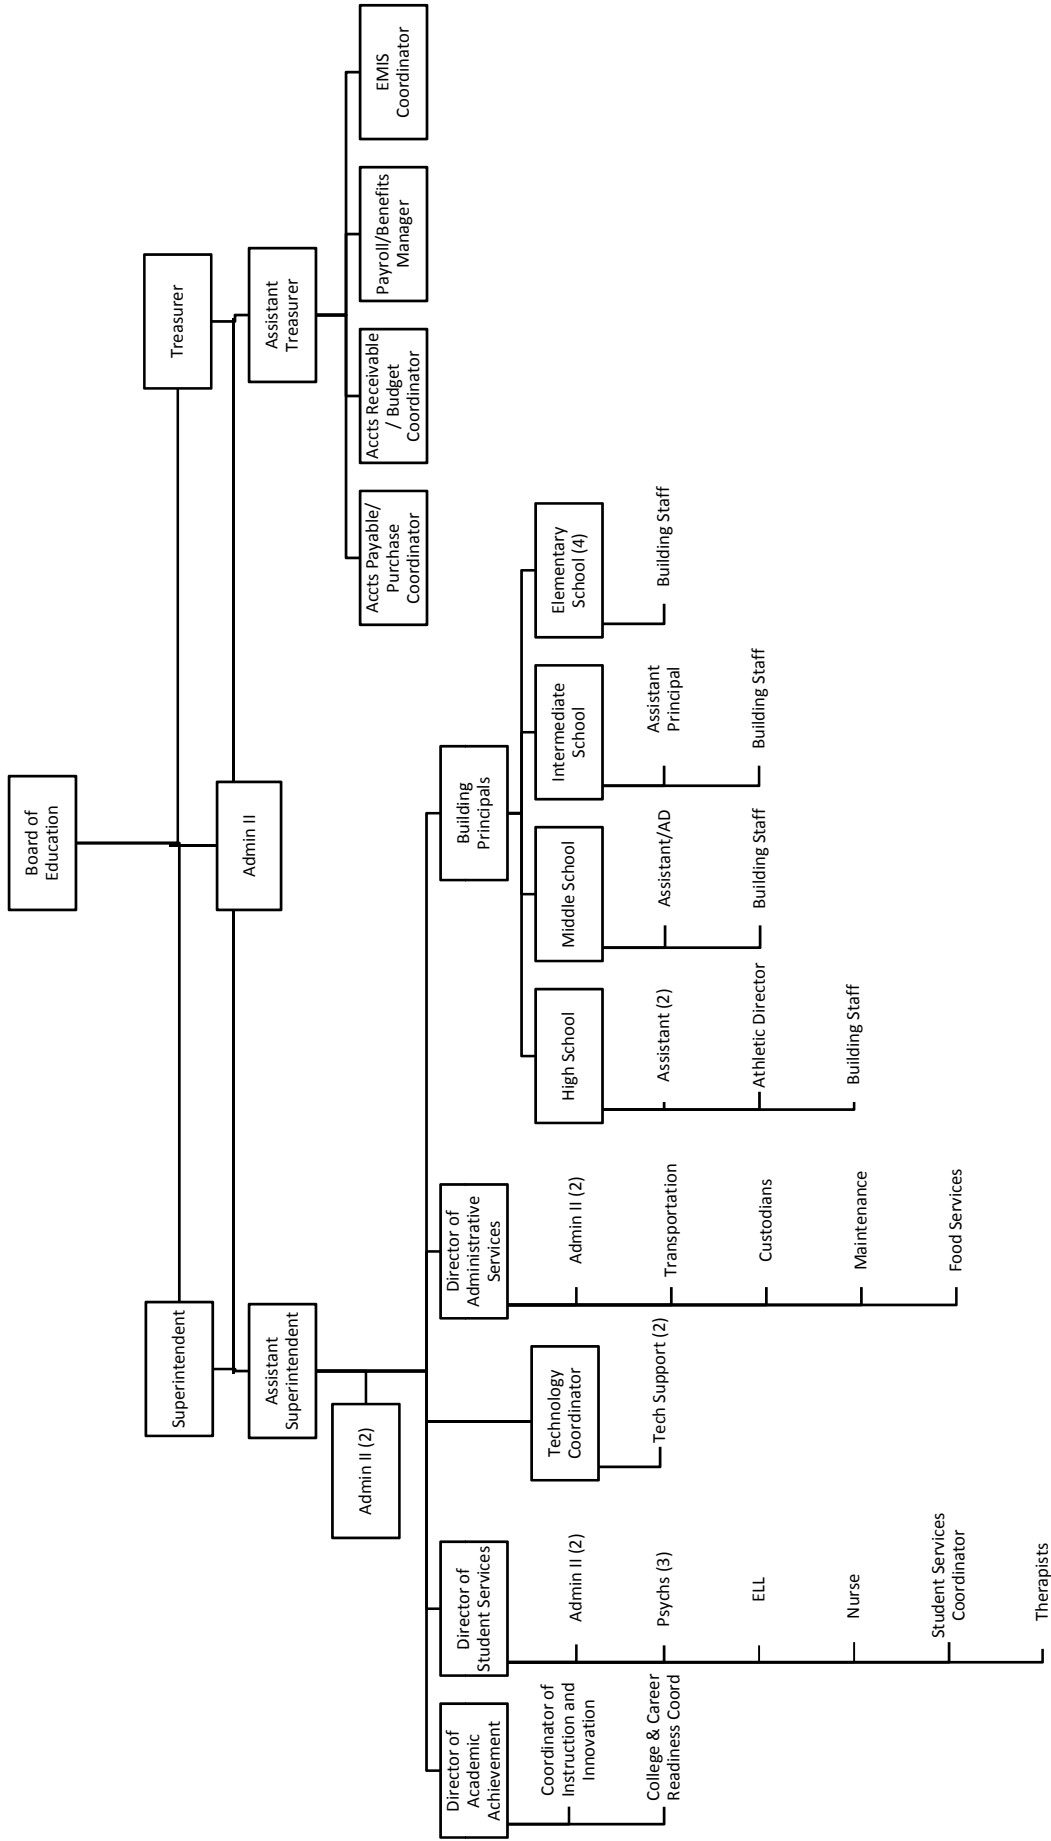 Board of
Education
Superintendent
Treasurer
Admin II
Assistant
Superintendent
Assistant
Treasurer
Admin II (2)
Accts Payable/
Purchase
Coordinator
Accts Receivable
/ Budget
Coordinator
Payroll/Benefits
Manager
EMIS
Coordinator
Director of
Academic
Achievement
Coordinator of
Instruction and
Innovation
College & Career
Readiness Coord
Director of
Student Services
Admin II (2)
Psychs (3)
ELL
Nurse
Student Services
Coordinator
Therapists
Technology
Coordinator
Tech Support (2)
Director of
Administrative
Services
Admin II (2)
Transportation
Custodians
Maintenance
Food Services
Building
Principals
High School
Assistant (2)
Athletic Director
Building Staff
Middle School
Assistant/AD
Building Staff
Intermediate
School
Assistant
Principal
Building Staff
Elementary
School (4)
Building Staff